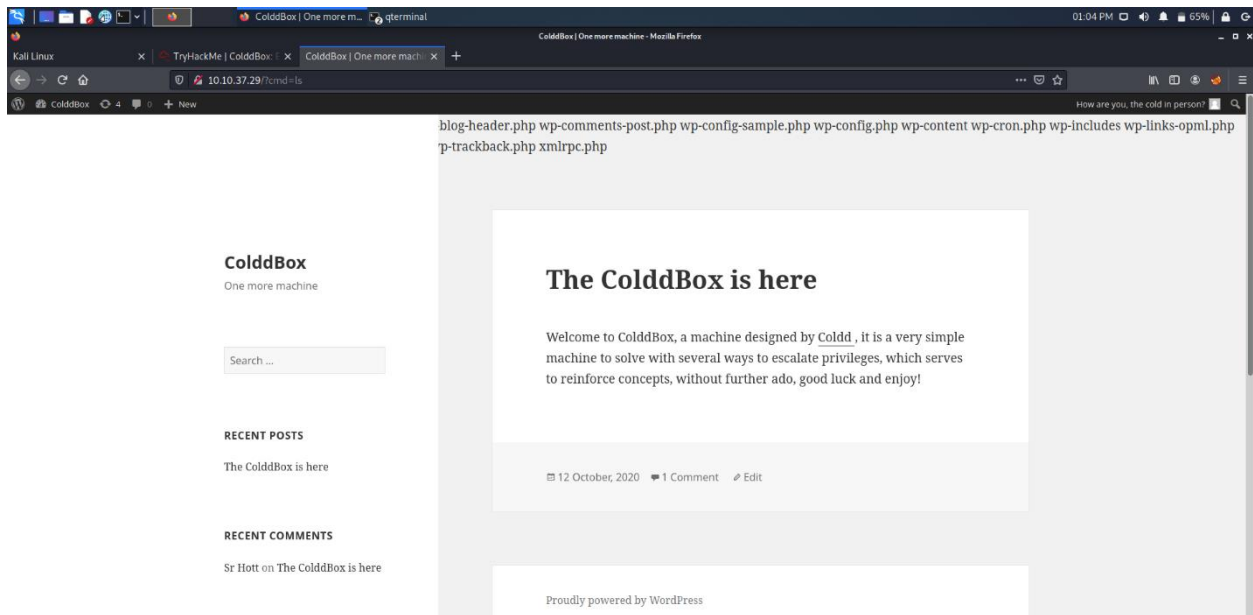 ColddBox | One more m...
qterminal
01:04 PM
65%
ColddBox | One more machine - Mozilla Firefox
Kali Linux
TryHackMe | ColddBox:
ColddBox | One more machi
10.10.37.29/?cmd=ls
ColddBox
4
0
+ New
How are you, the cold in person?
blog-header.php wp-comments-post.php wp-config-sample.php wp-config.php wp-content wp-cron.php wp-includes wp-links-opml.php
p-trackback.php xmlrpc.php
ColddBox
One more machine
Search ...
RECENT POSTS
The ColddBox is here
RECENT COMMENTS
Sr Hott on The ColddBox is here
The ColddBox is here
Welcome to ColddBox, a machine designed by Coldd , it is a very simple
machine to solve with several ways to escalate privileges, which serves
to reinforce concepts, without further ado, good luck and enjoy!
12 October, 2020
1 Comment
Edit
Proudly powered by WordPress